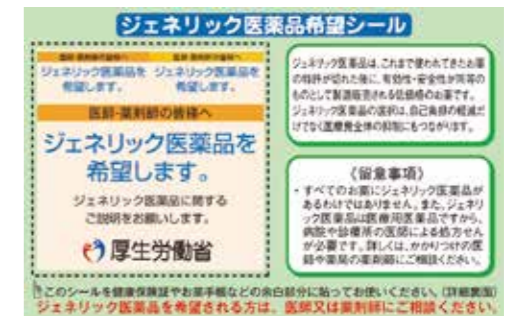 ジェネリック医薬品希望シール
医師・薬剤師の皆様へ 医師・薬剤師の皆様へ
ジェネリック医薬品を ジェネリック医薬品を
希望します。 希望します。
医師・薬剤師の皆様へ
ジェネリック医薬品を
希望します。
ジェネリック医薬品に関する
ご説明をお願いします。
厚生労働省
ジェネリック医薬品は、これまで使われてきたお薬
の特許が切れた後に、有効性・安全性が同等の
ものとして製造販売される低価格のお薬です。
ジェネリック医薬品の選択は、自己負担の軽減だ
けでなく医療費全体の抑制にもつながります。
《留意事項》
・すべてのお薬にジェネリック医薬品が
あるわけではありません。また、ジェネリ
ック医薬品は医療用医薬品ですから、
病院や診療所の医師による処方せん
が必要です。詳しくは、かかりつけの医
師や薬局の薬剤師にご相談ください。
このシールを健康保険証やお薬手帳などの余白部分に貼ってお使いください。(詳細裏面)
ジェネリック医薬品を希望される方は、医師又は薬剤師にご相談ください。